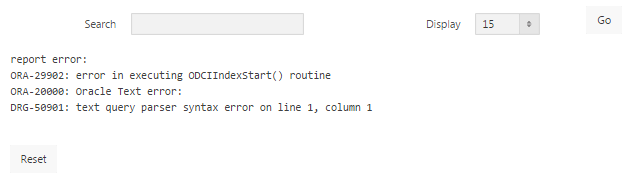 Search Display 15 Go
report error:
ORA-29902: error in executing ODCIIndexStart() routine
ORA-20000: Oracle Text error:
DRG-50901: text query parser syntax error on line 1, column 1
Reset